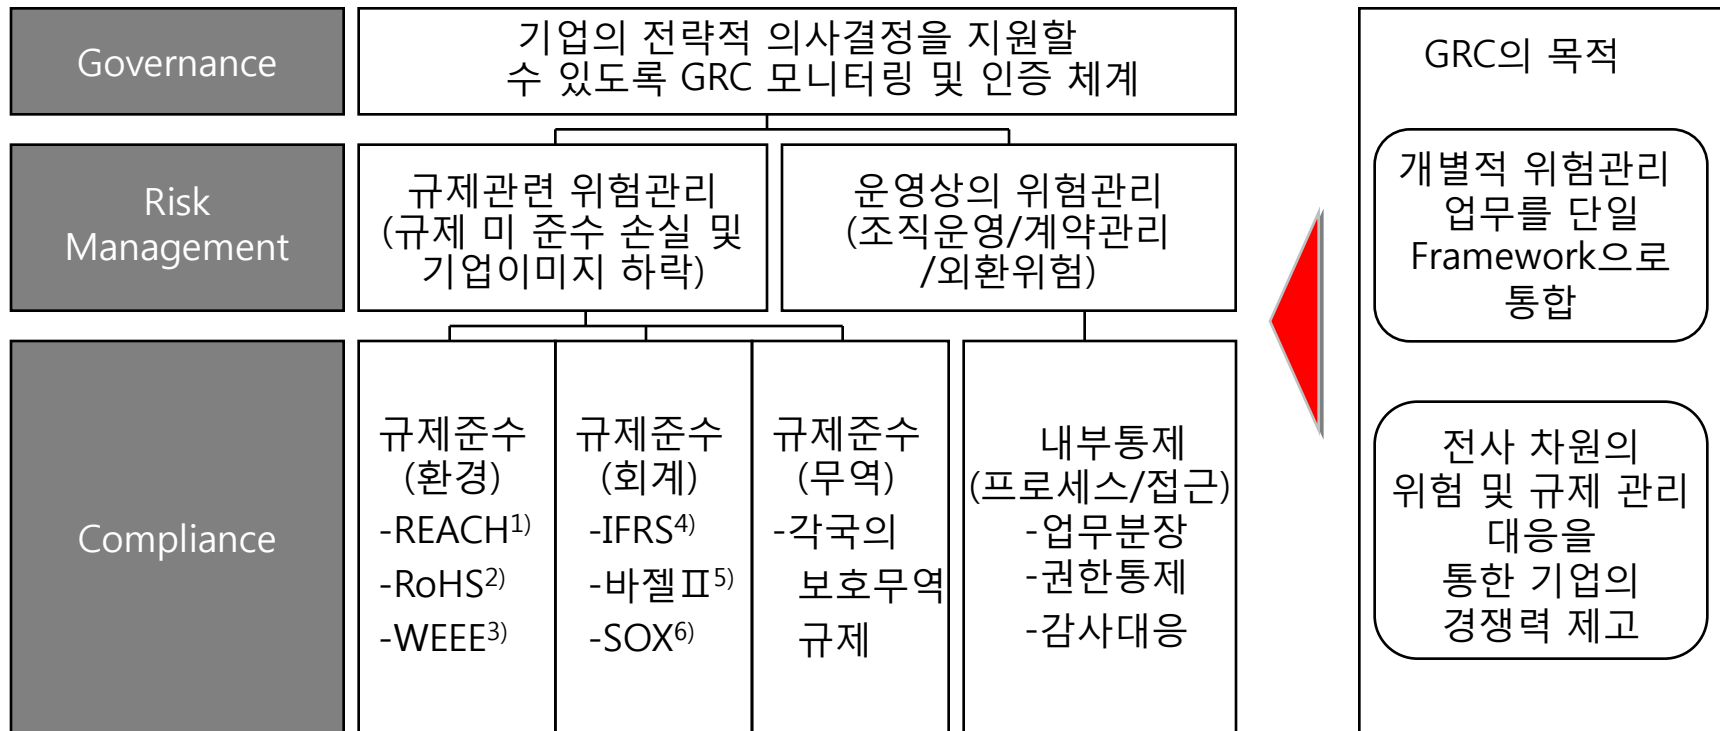 Governance
기업의 전략적 의사결정을 지원할
수 있도록 GRC 모니터링 및 인증 체계
Risk
Management
규제관련 위험관리
(규제 미 준수 손실 및
기업이미지 하락)
운영상의 위험관리
(조직운영/계약관리
/외환위험)
Compliance
규제준수
(환경)
-REACH1)
-RoHS2)
-WEEE3)
규제준수
(회계)
-IFRS4)
-바젤Ⅱ5)
-SOX6)
규제준수
(무역)
-각국의
보호무역
규제
내부통제
(프로세스/접근)
-업무분장
-권한통제
-감사대응
GRC의 목적
개별적 위험관리
업무를 단일
Framework으로
통합
전사 차원의
위험 및 규제 관리
대응을
통한 기업의
경쟁력 제고